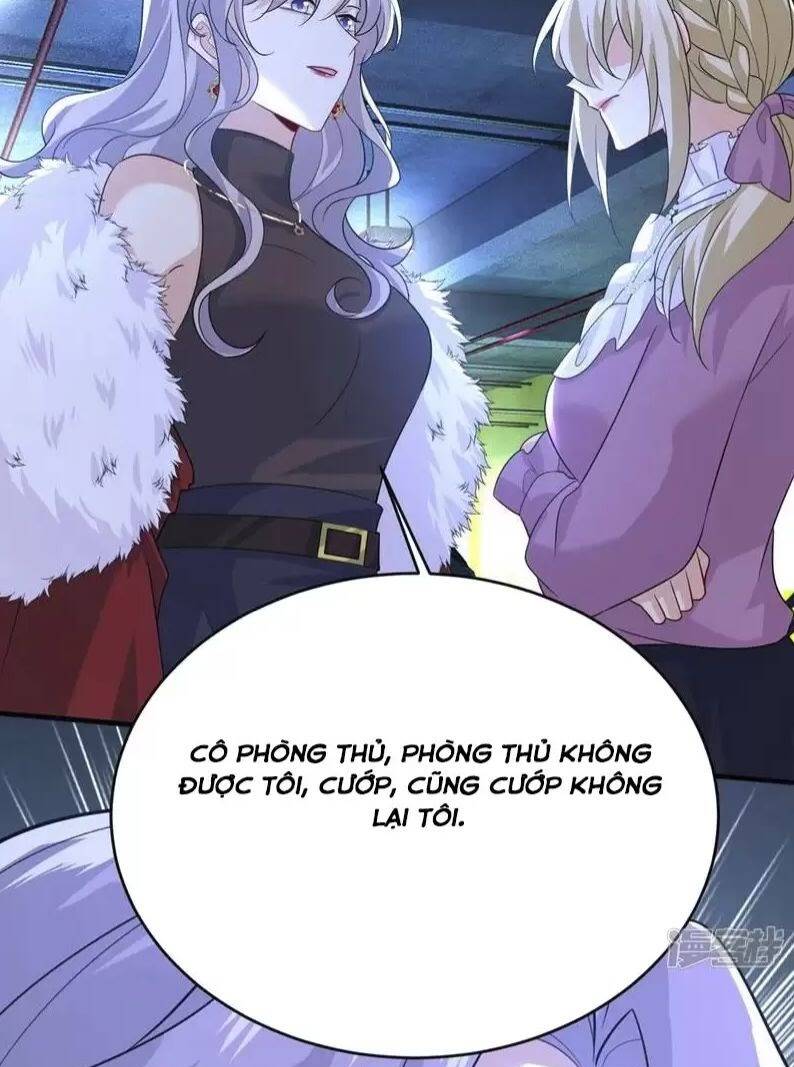 CÔ PHÒNG THỦ, PHÒNG THỦ KHÔNG
ĐƯỢC TÔI, CƯỚP, CŨNG CƯỚP KHÔNG
LẠI TÔI.